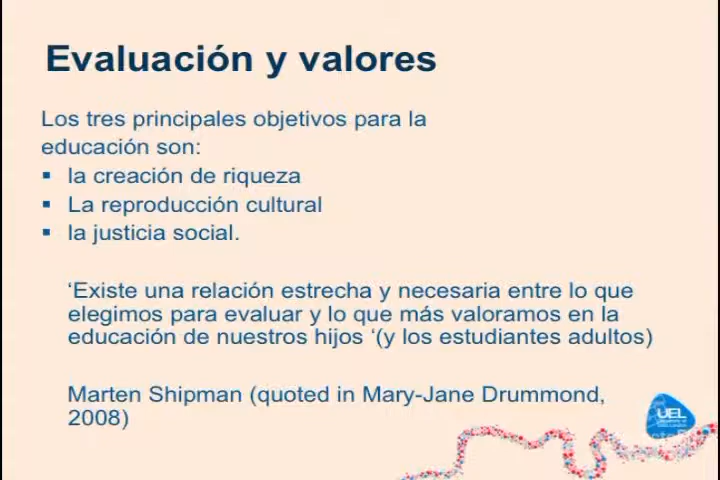 Evaluación y valores
Los tres principales objetivos para la
educación son:
▪ la creación de riqueza
▪ La reproducción cultural
▪ la justicia social.
‘Existe una relación estrecha y necesaria entre lo que
elegimos para evaluar y lo que más valoramos en la
educación de nuestros hijos ‘(y los estudiantes adultos)
Marten Shipman (quoted in Mary-Jane Drummond,
2008)
UEL